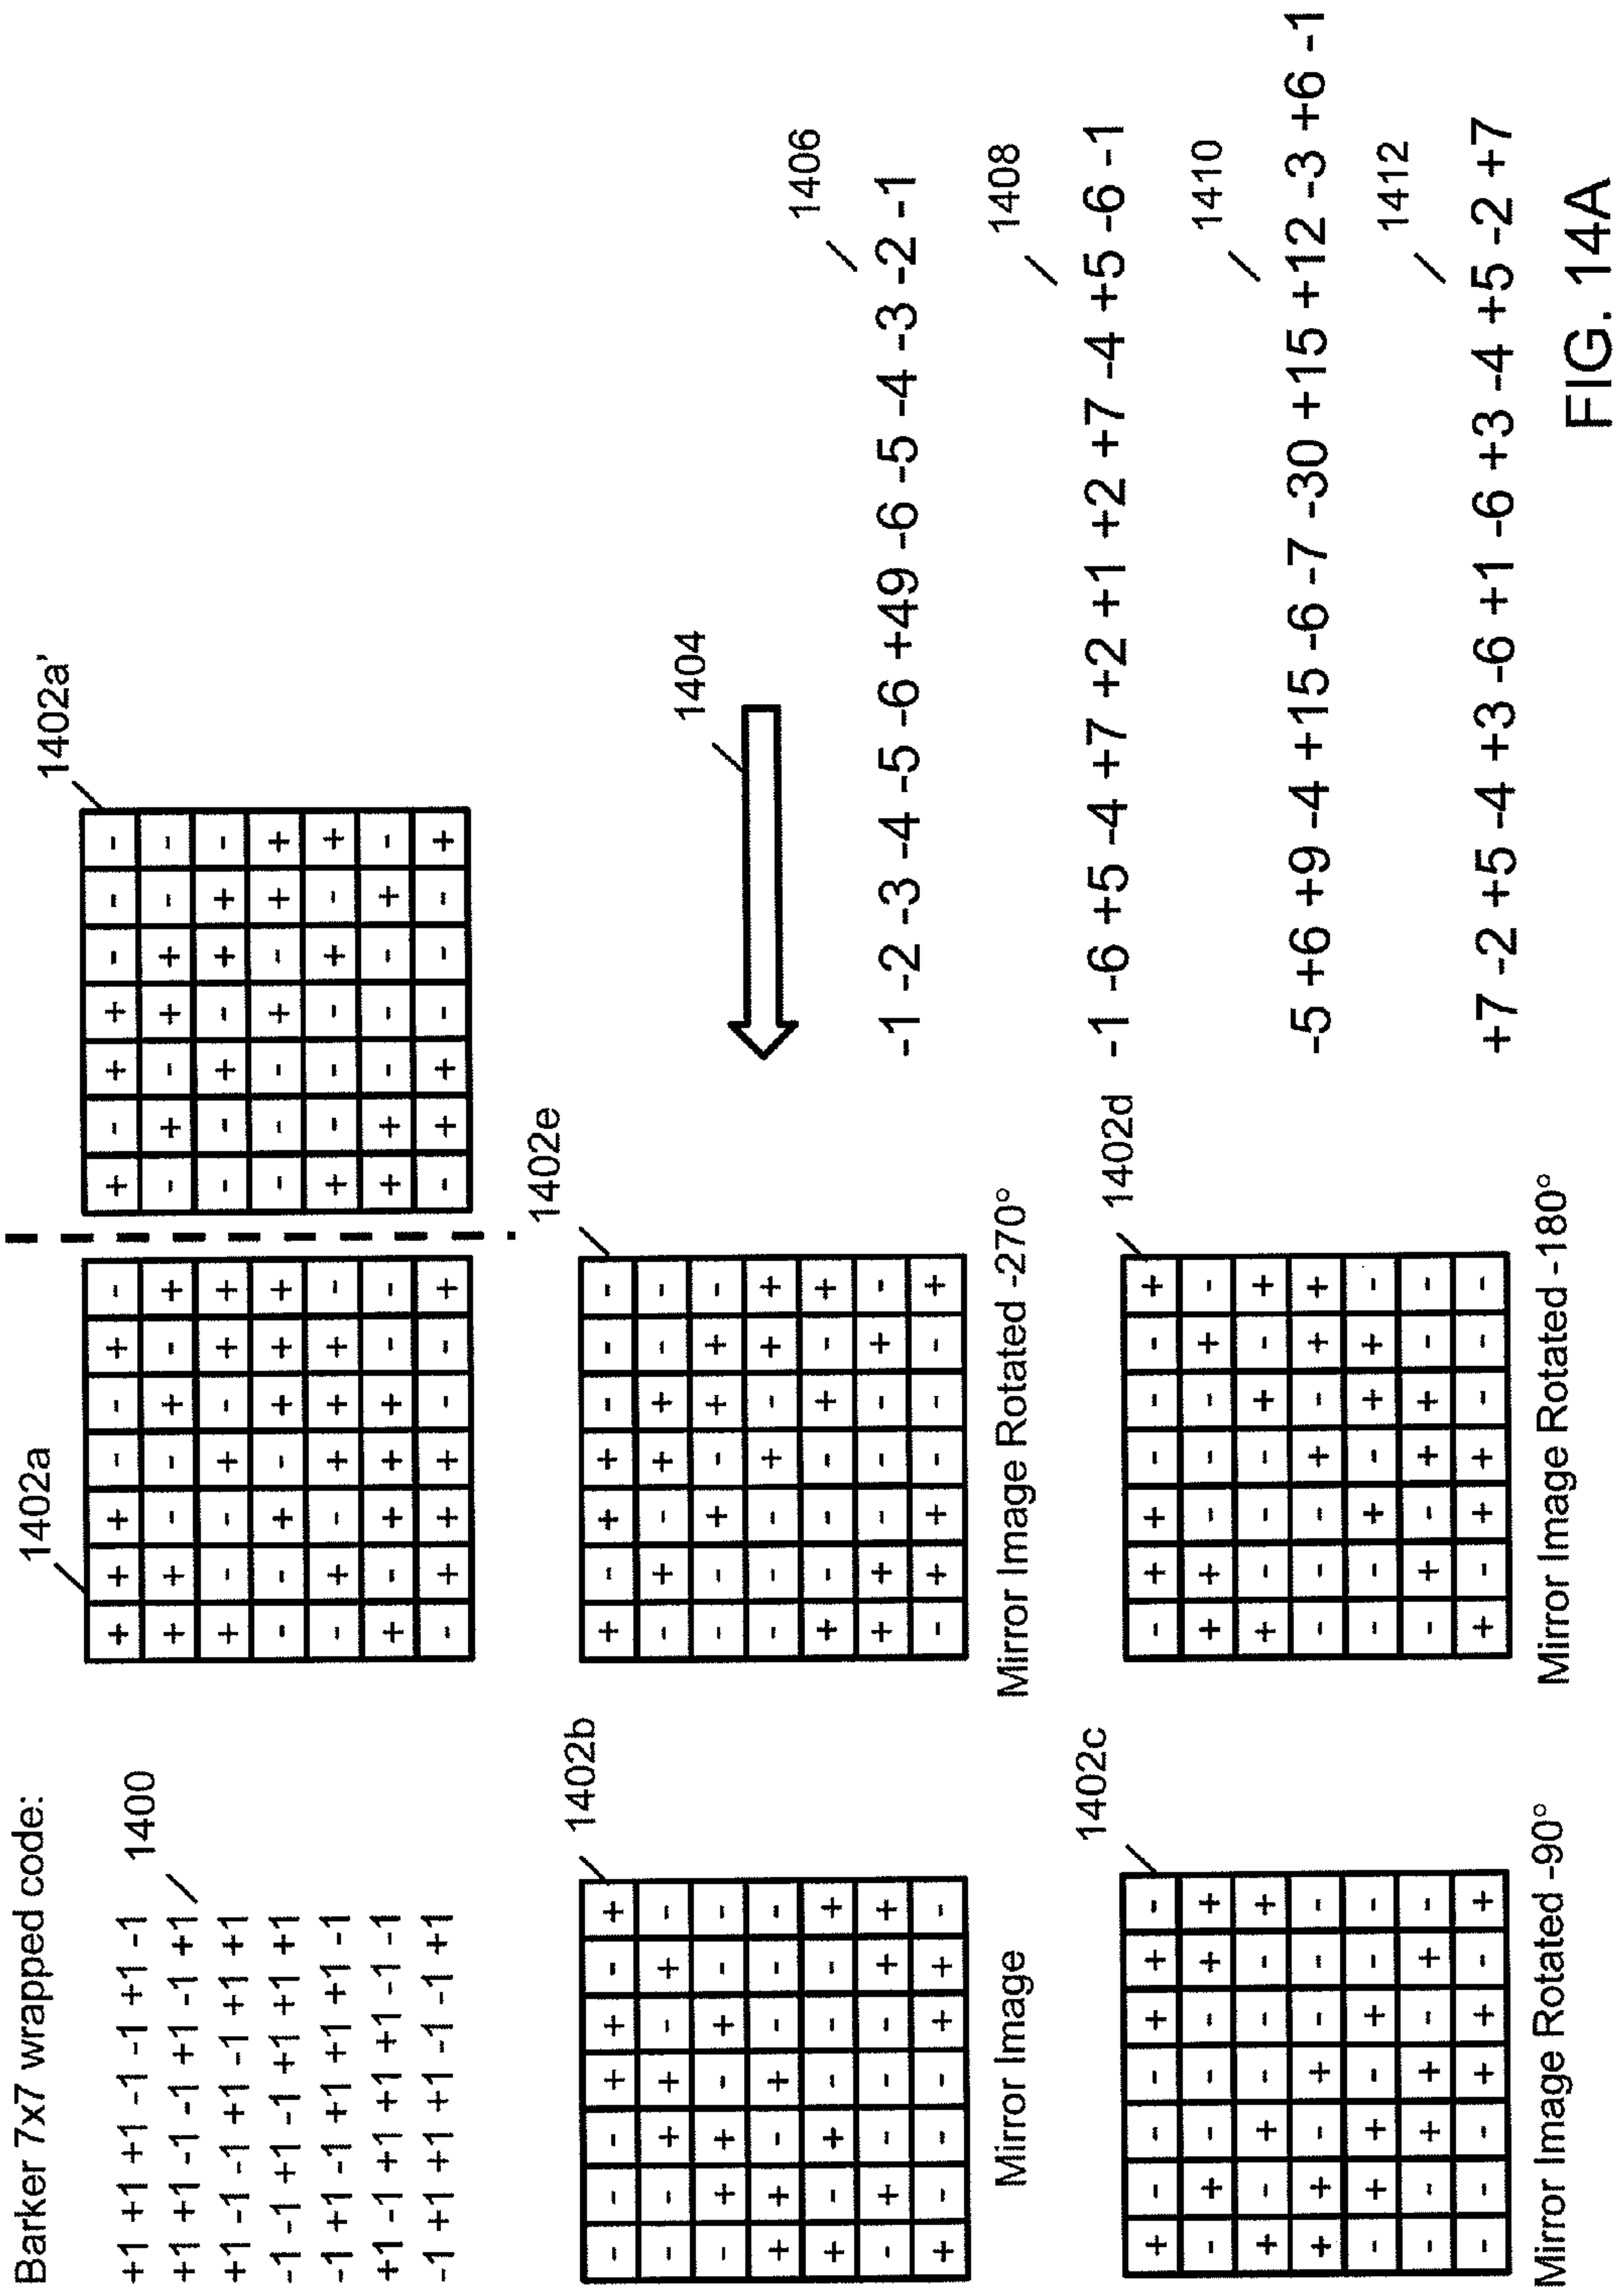 Barker 7x7 wrapped code:
+1 +1 +1 -1 -1 +1 -1
+1 +1 -1 -1 +1 -1 +1
+1 -1 -1 +1 -1 +1 +1
-1 -1 +1 -1 +1 +1 +1
-1 +1 -1 +1 +1 +1 -1
+1 -1 +1 +1 +1 -1 -1
-1 +1 +1 +1 -1 -1 +1
1400
1402a
+ + + - - + -
+ + - - + - +
+ - - + - + +
- - + - + + +
- + - + + + -
+ - + + + - -
- + + + - - +
1402a'
+ - + + - - -
- + - + + - -
- - + - + + -
- - - + - + +
+ - - - + - +
+ + - - - + -
- + + - - - +
1402b
- - - + + - +
- - + + - + -
- + + - + - -
+ + - + - - -
+ - + - - - +
- + - - - + +
+ - - - + + -
Mirror Image
1402e
+ - + + - - -
- + - + + - -
- - + - + + -
- - - + - + +
+ - - - + - +
+ + - - - + -
- + + - - - +
Mirror Image Rotated -270°
1402c
+ - - - + + -
- + - - - + +
+ - + - - - +
+ + - + - - -
- + + - + - -
- - + + - + -
- - - + + - +
Mirror Image Rotated -90°
1402d
- + + - - - +
+ + - - - + -
+ - - - + - +
- - - + - + +
- - + - + + -
- + - + + - -
+ - + + - - -
Mirror Image Rotated -180°
1404
1406
-1 -2 -3 -4 -5 -6 +49 -6 -5 -4 -3 -2 -1
1408
-1 -6 +5 -4 +7 +2 +1 +2 +7 -4 +5 -6 -1
1410
-5 +6 +9 -4 +15 -6 -7 -30 +15 +12 -3 +6 -1
1412
+7 -2 +5 -4 +3 -6 +1 -6 +3 -4 +5 -2 +7
FIG. 14A